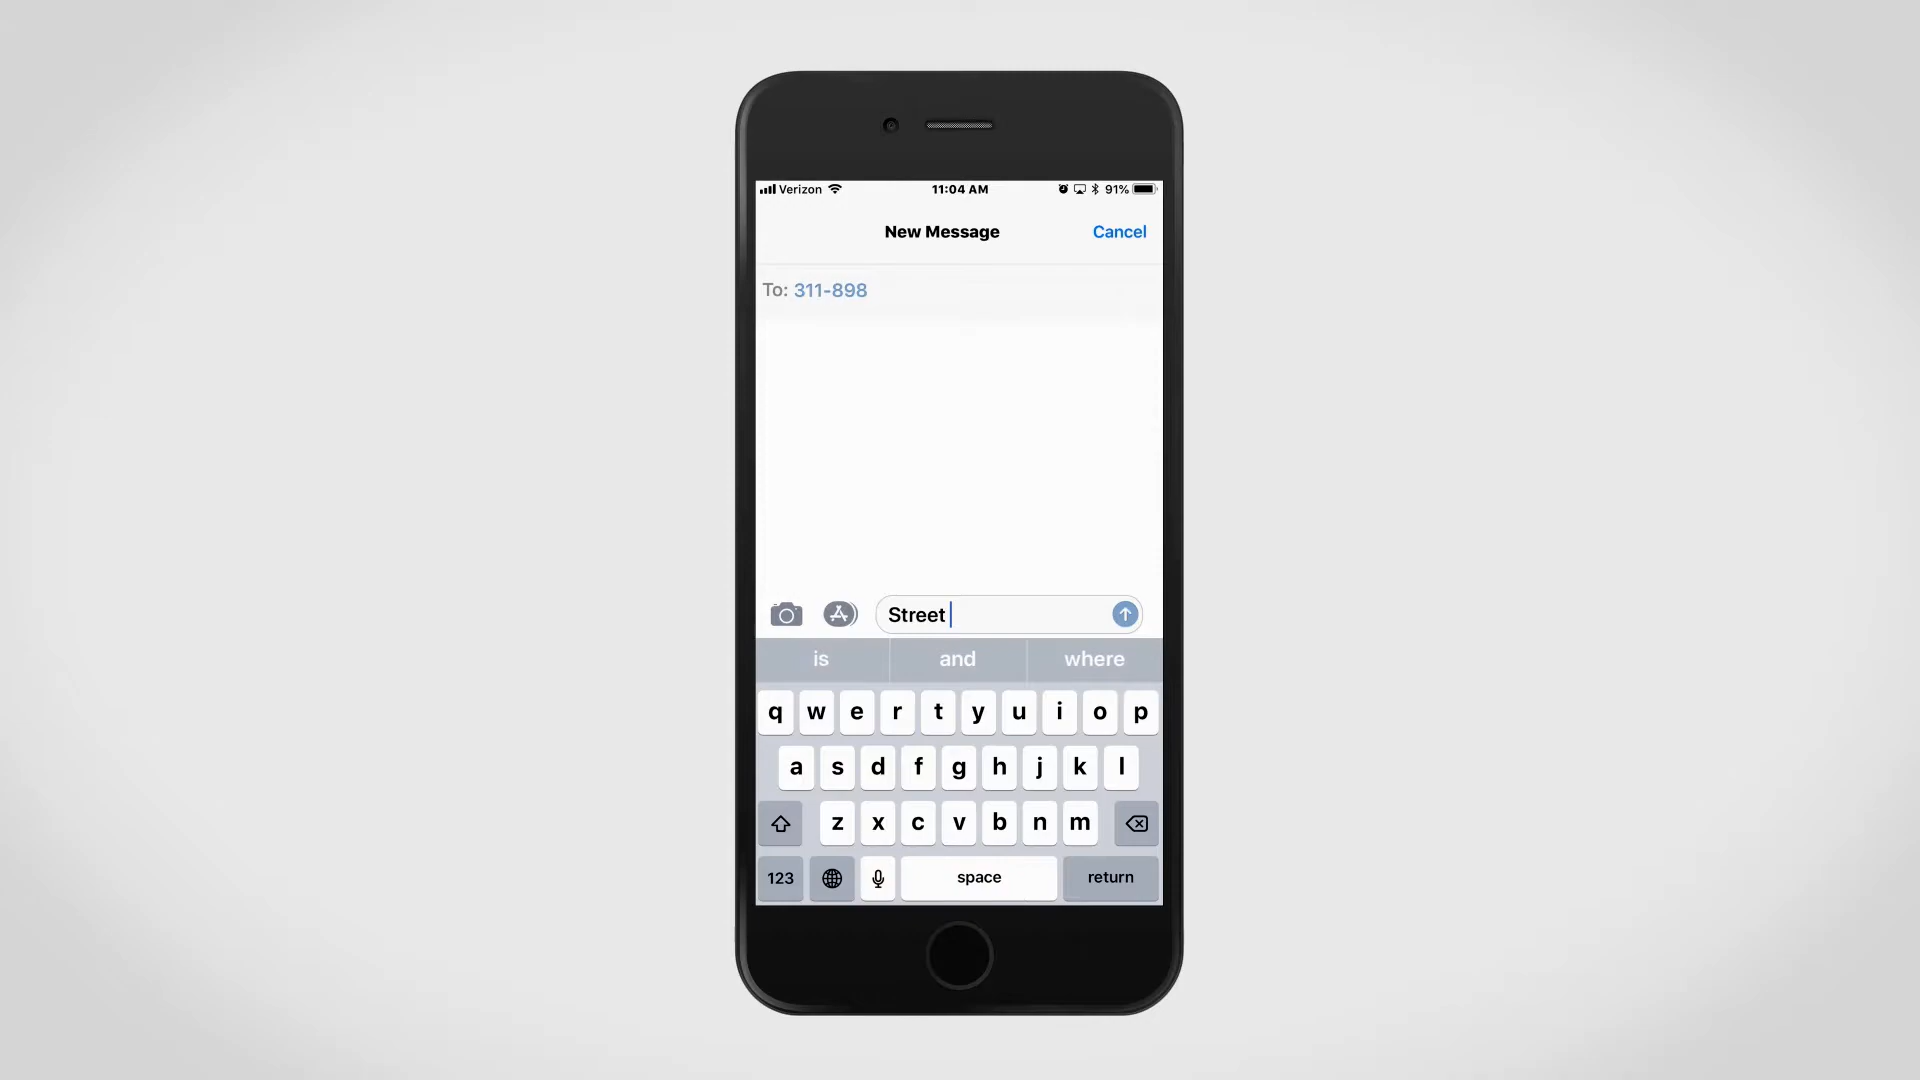 Verizon 11:04 AM 91%
New Message Cancel
To: 311-898
Street
is and where
q w e r t y u i o p
a s d f g h j k l
z x c v b n m
123 space return